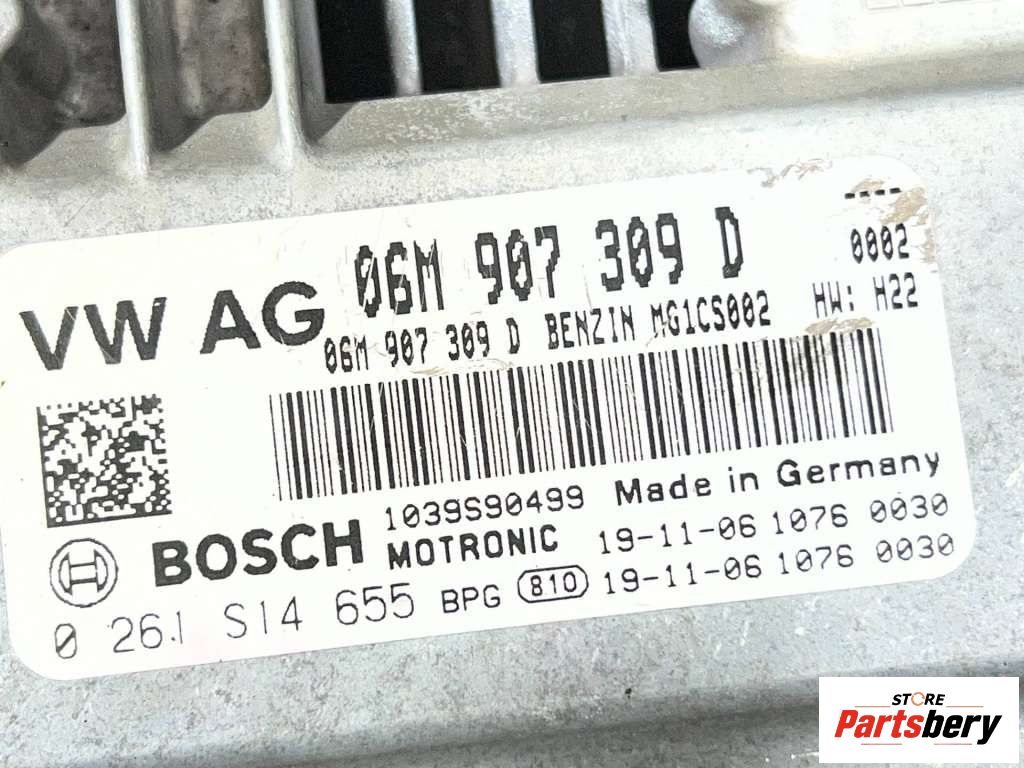 VW AG 06M 907 309 D 0002
06M 907 309 D BENZIN MG1CS002 HW: H22
1039S90499 Made in Germany
BOSCH MOTRONIC 19-11-06 1076 0030
0 261 S14 655 BPG 810 19-11-06 1076 0030
STORE
Partsbery